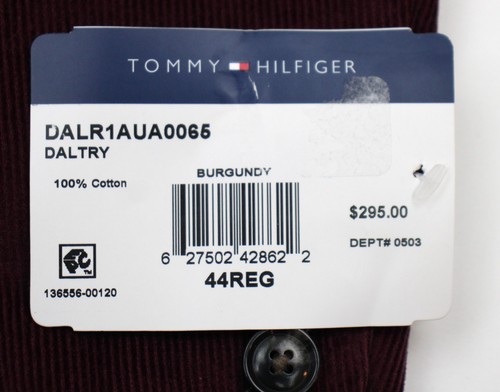 TOMMY HILFIGER
DALR1AUA0065
DALTRY
BURGUNDY
100% Cotton
$295.00
DEPT# 0503
6 27502 42862 2
44REG
136556-00120